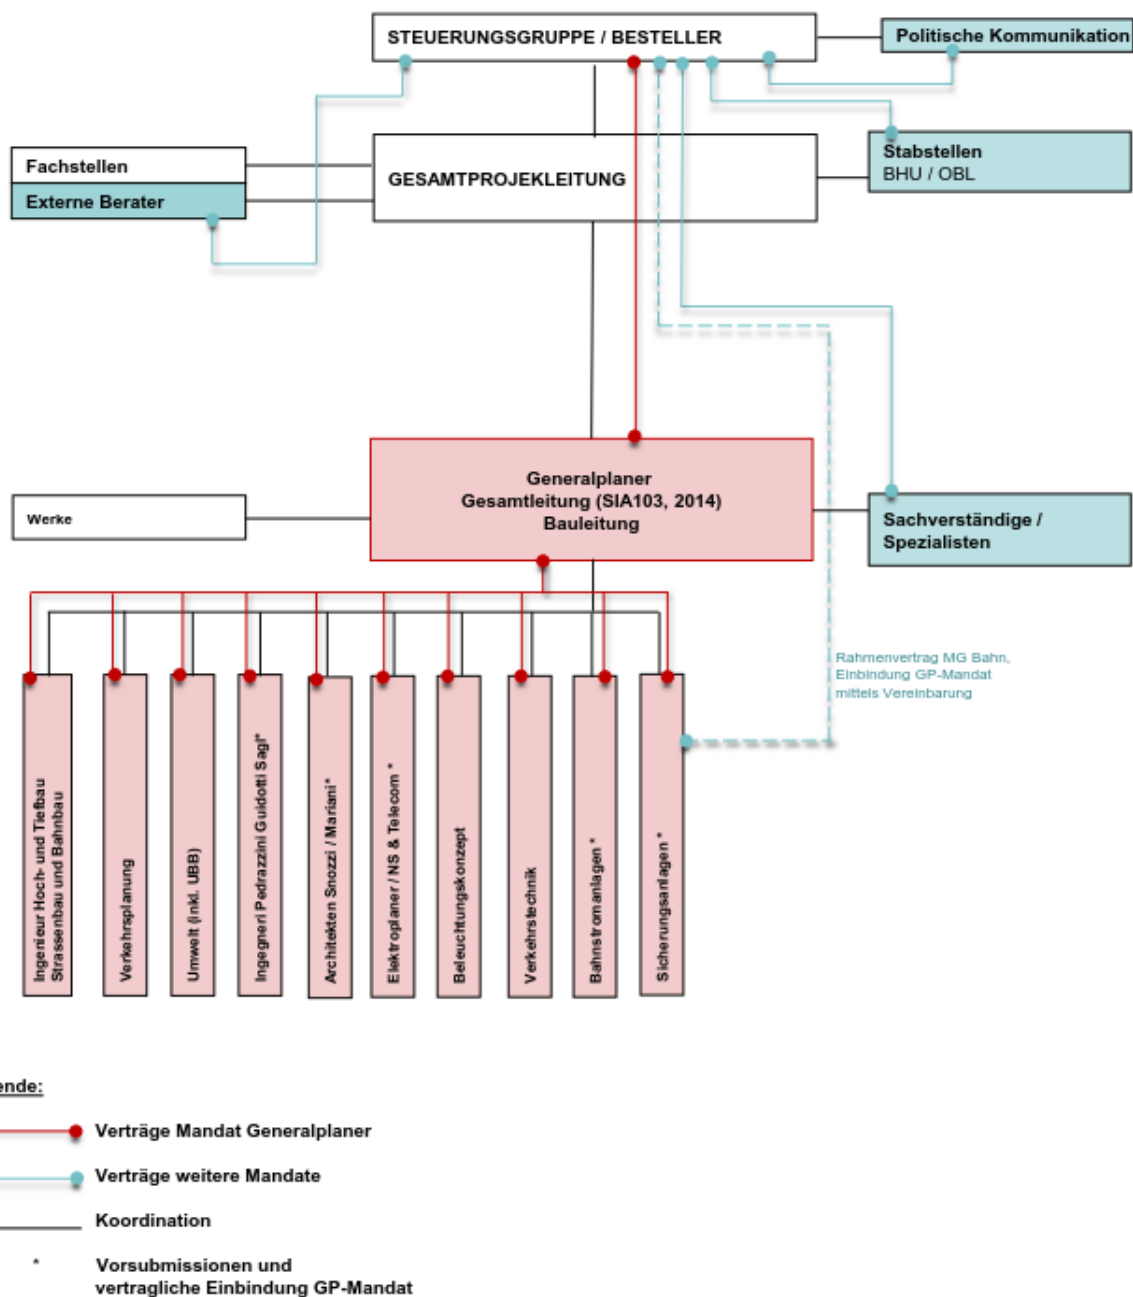 STEUERUNGSGRUPPE / BESTELLER
Politische Kommunikation
Fachstellen
Externe Berater
GESAMTPROJEKLEITUNG
Stabstellen
BHU / OBL
Generalplaner
Gesamtleitung (SIA103, 2014)
Bauleitung
Werke
Sachverständige /
Spezialisten
Rahmenvertrag MG Bahn,
Einbindung GP-Mandat
mittels Vereinbarung
Ingenieur Hoch- und Tiefbau
Strassenbau und Bahnbau
Verkehrsplanung
Umwelt (inkl. UBB)
Ingegneri Pedrazzini Guidotti Sagl*
Architekten Snozzi / Mariani*
Elektroplaner / NS & Telecom *
Beleuchtungskonzept
Verkehrstechnik
Bahnstromanlagen *
Sicherungsanlagen *
ende:
Verträge Mandat Generalplaner
Verträge weitere Mandate
Koordination
* Vorsubmissionen und
vertragliche Einbindung GP-Mandat